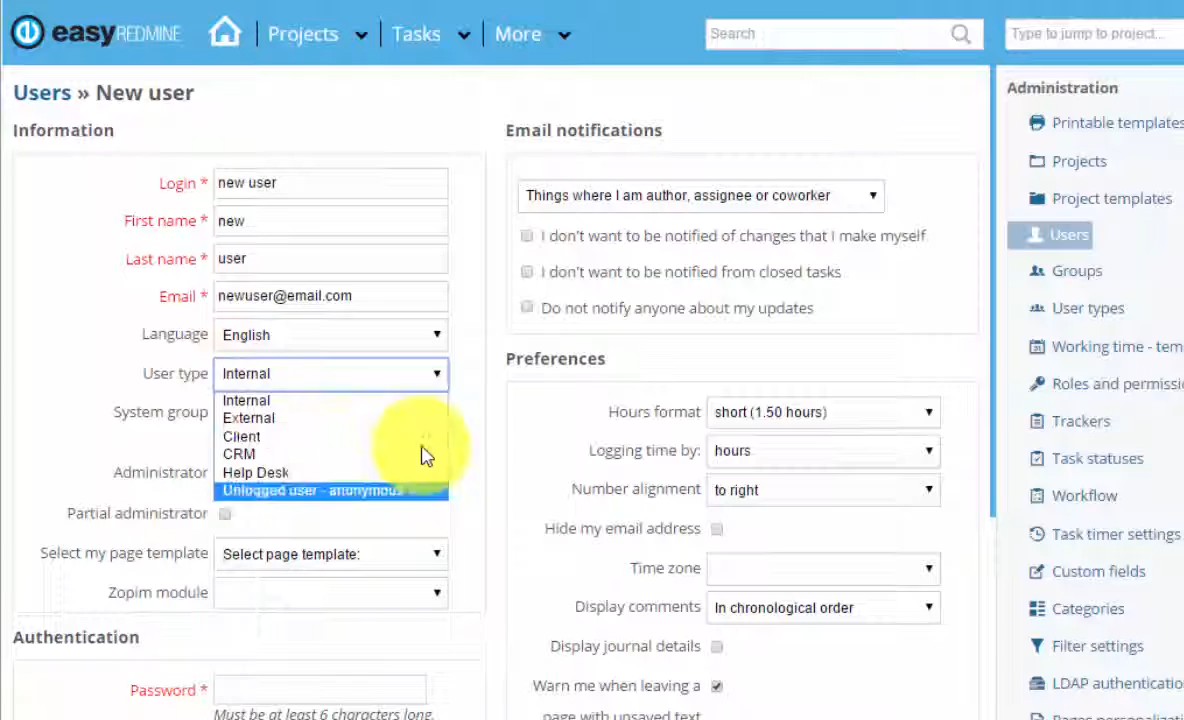 easy REDMINE
Projects
Tasks
More
Search
Type to jump to project...
Users » New user
Information
Login * new user
First name * new
Last name * user
Email * newuser@email.com
Language English
User type Internal
Internal
External
Client
CRM
Help Desk
Unlogged user - anonymous
System group
Administrator
Partial administrator
Select my page template Select page template:
Zopim module
Authentication
Password *
Must be at least 6 characters long.
Email notifications
Things where I am author, assignee or coworker
I don't want to be notified of changes that I make myself
I don't want to be notified from closed tasks
Do not notify anyone about my updates
Preferences
Hours format short (1.50 hours)
Logging time by: hours
Number alignment to right
Hide my email address
Time zone
Display comments In chronological order
Display journal details
Warn me when leaving a
page with unsaved text
Administration
Printable templates
Projects
Project templates
Users
Groups
User types
Working time - tem
Roles and permissi
Trackers
Task statuses
Workflow
Task timer settings
Custom fields
Categories
Filter settings
LDAP authenticatio